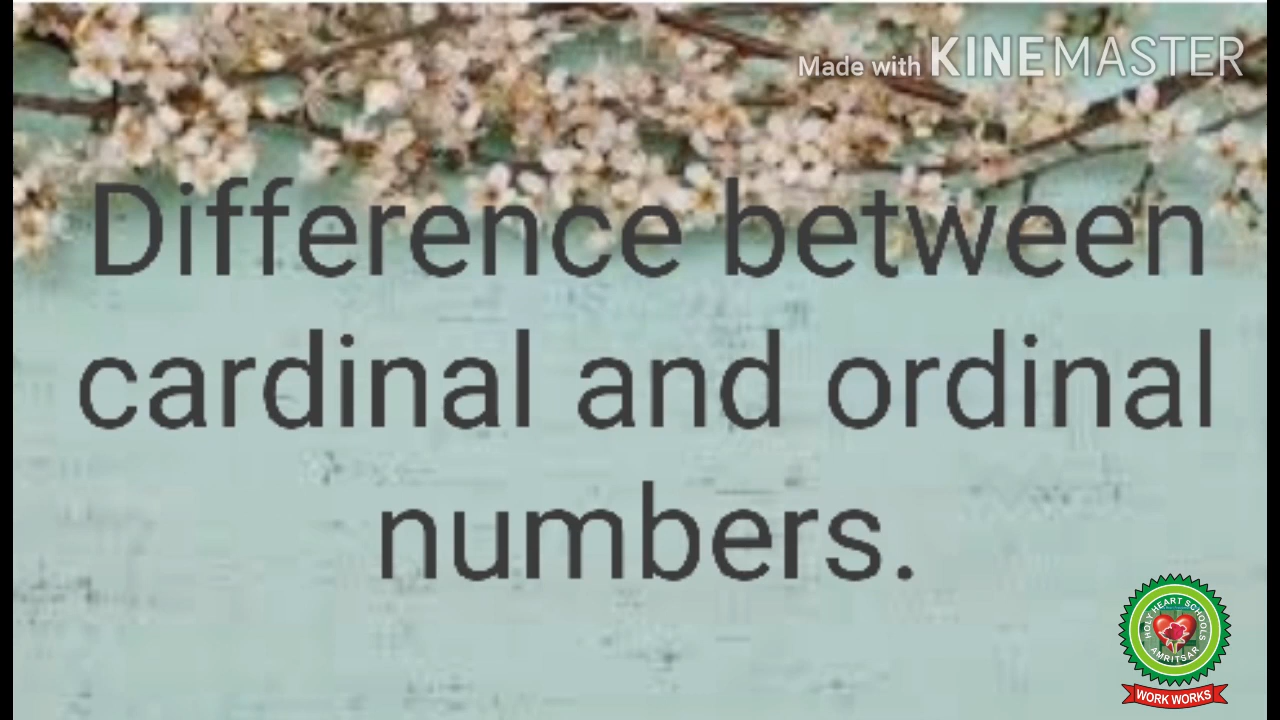 Made with KINEMASTER
Difference between
cardinal and ordinal
numbers.
HOLY HEART SCHOOLS
AMRITSAR
WORK WORKS